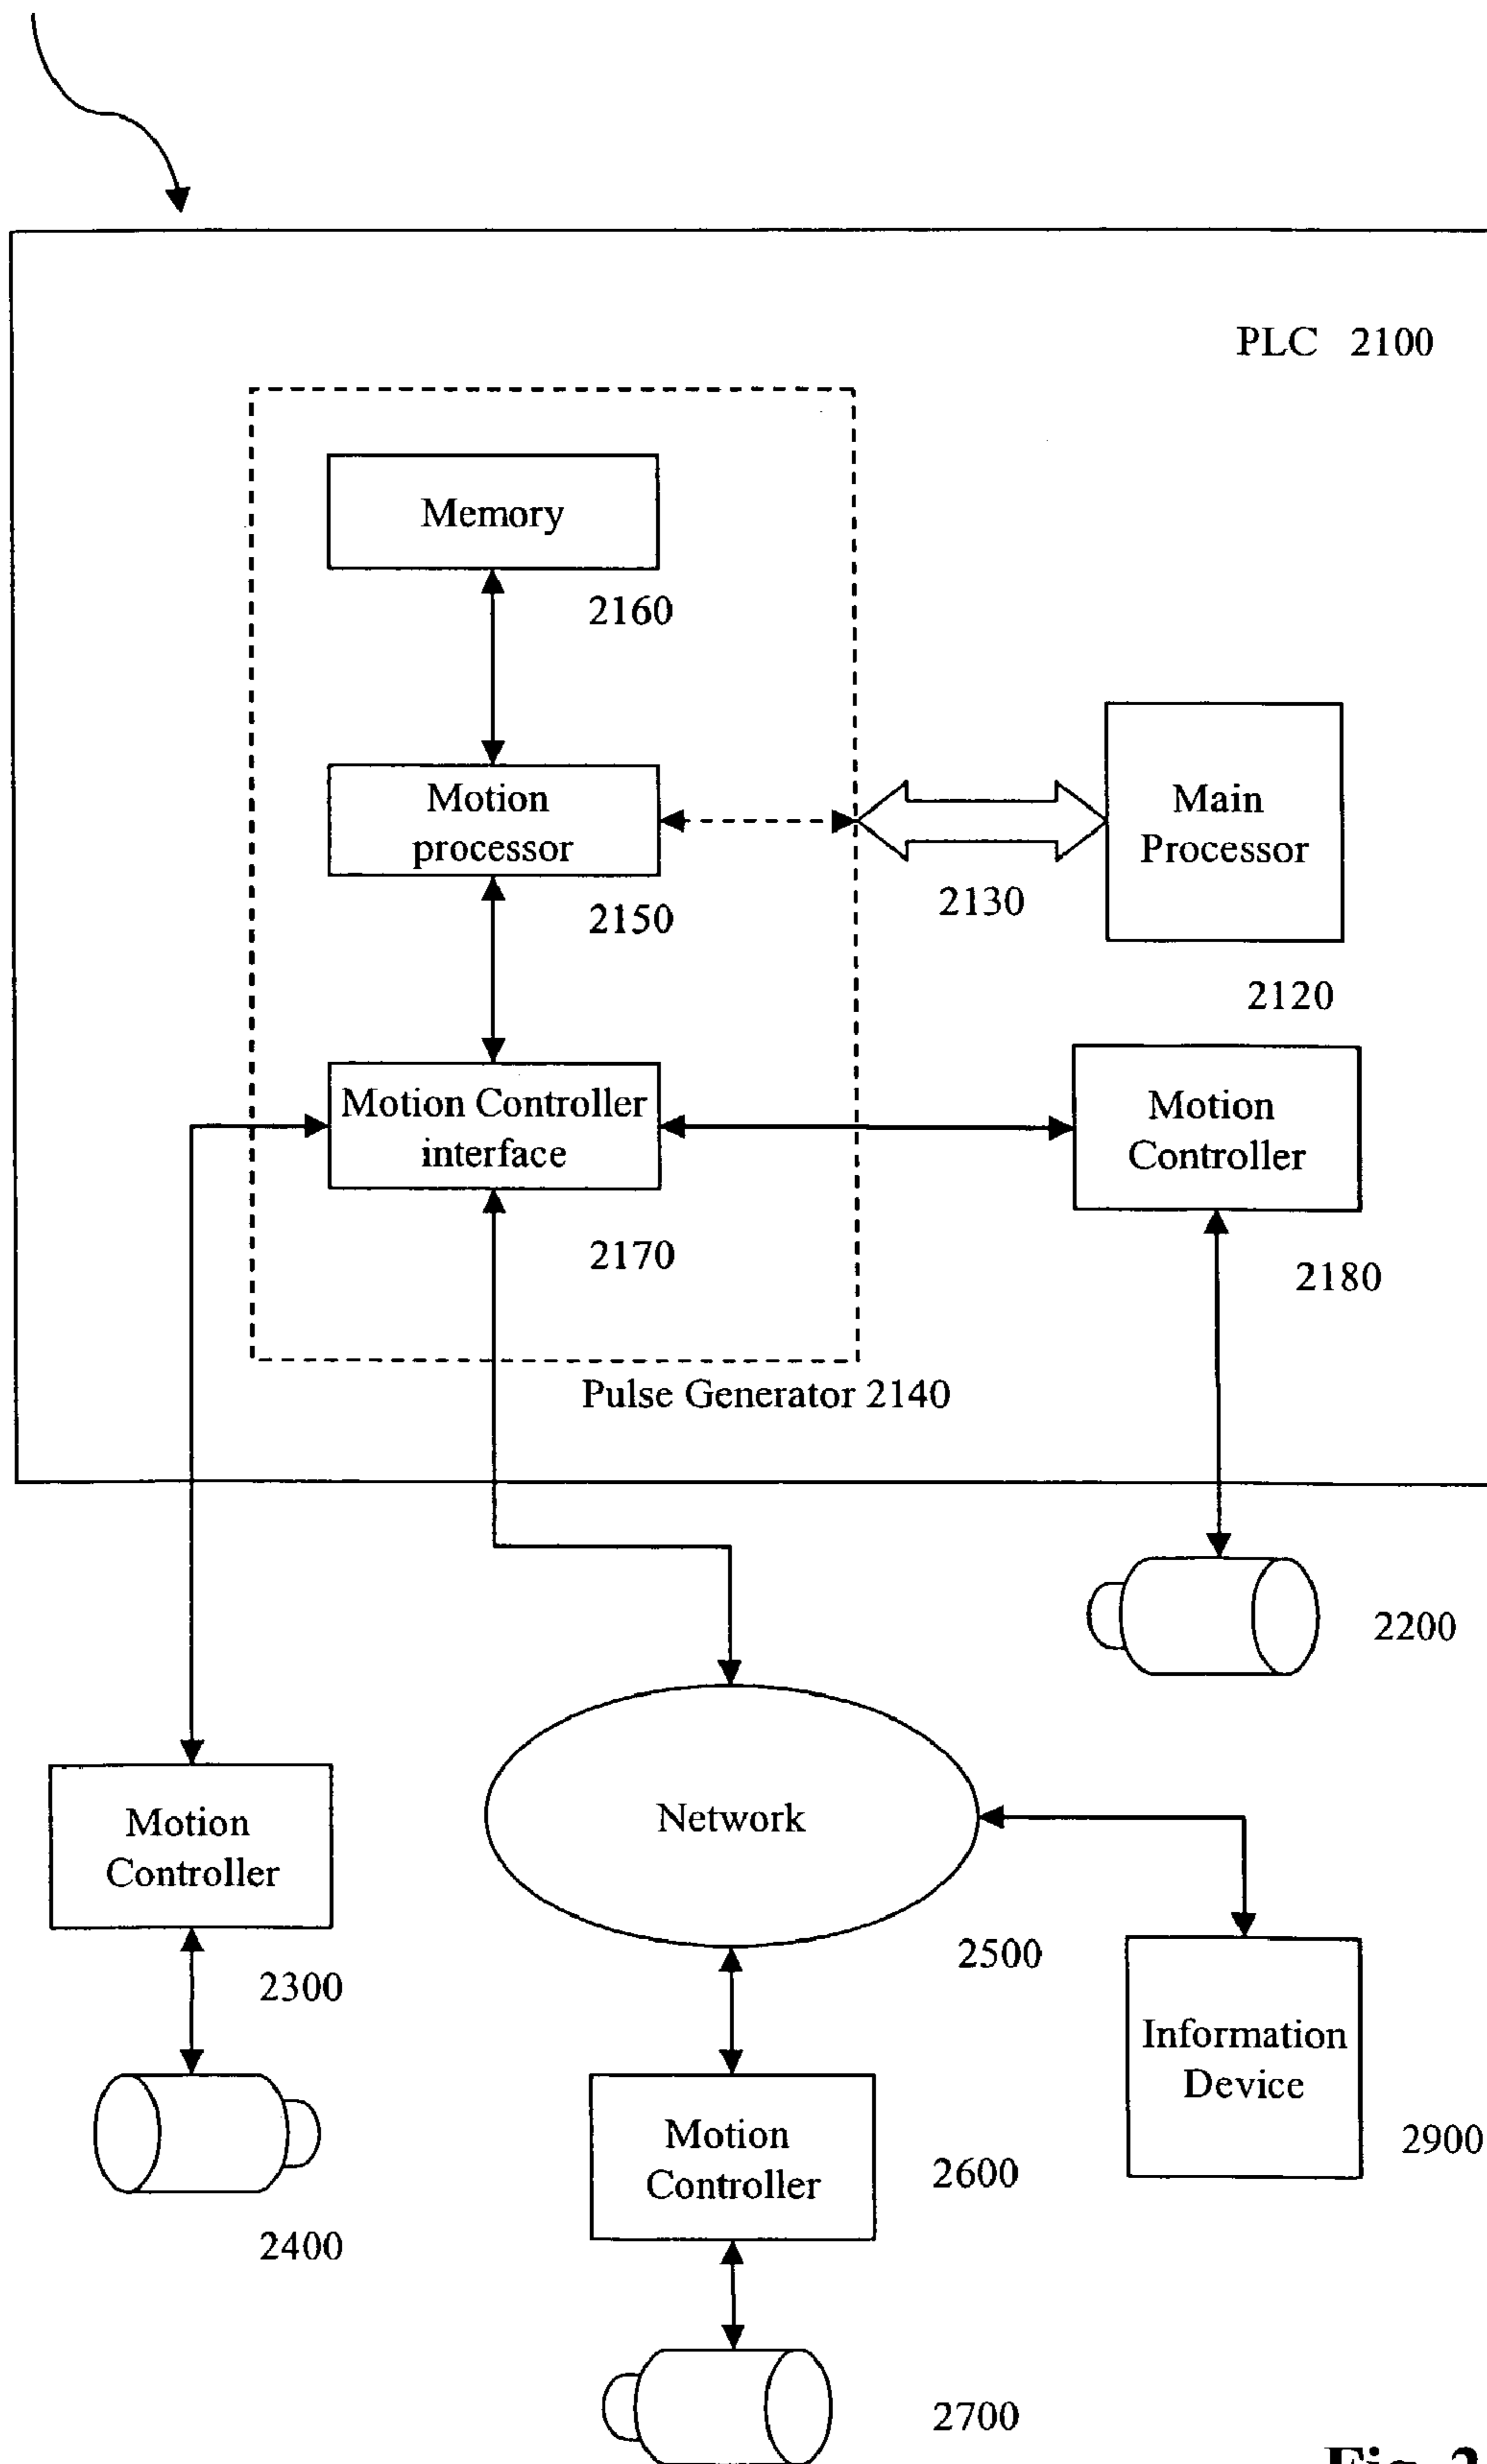 PLC 2100
Memory
2160
Motion
processor
2150
2130
Main
Processor
2120
Motion Controller
interface
2170
Motion
Controller
2180
Pulse Generator 2140
2200
Motion
Controller
2300
2400
Network
2500
Information
Device
2900
Motion
Controller
2600
2700